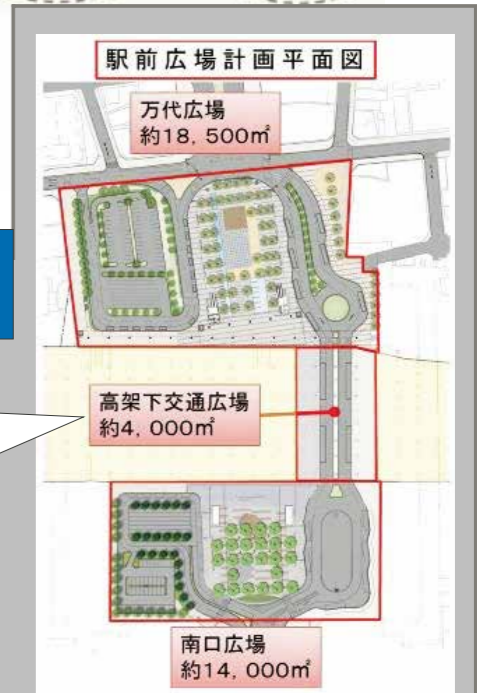 駅前広場計画平面図
万代広場
約18,500㎡
高架下交通広場
約4,000㎡
南口広場
約14,000㎡